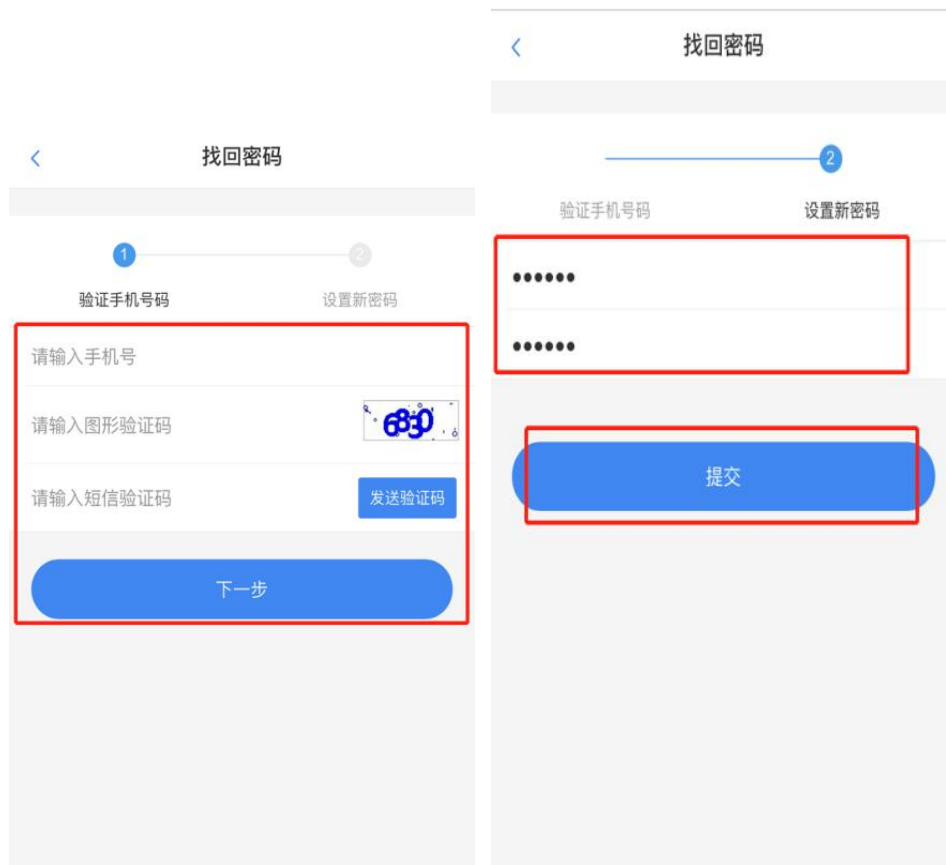 找回密码
1
2
验证手机号码
设置新密码
请输入手机号
请输入图形验证码
6830
请输入短信验证码
发送验证码
下一步
找回密码
2
验证手机号码
设置新密码
••••••
••••••
提交